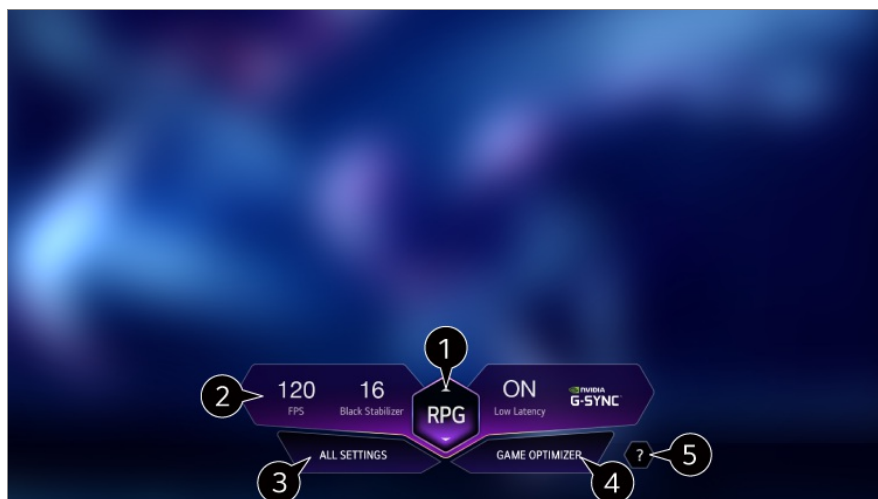 1
2
120
FPS
16
Black Stabilizer
RPG
ON
Low Latency
NVIDIA
G-SYNC
3
ALL SETTINGS
GAME OPTIMIZER
4
?
5